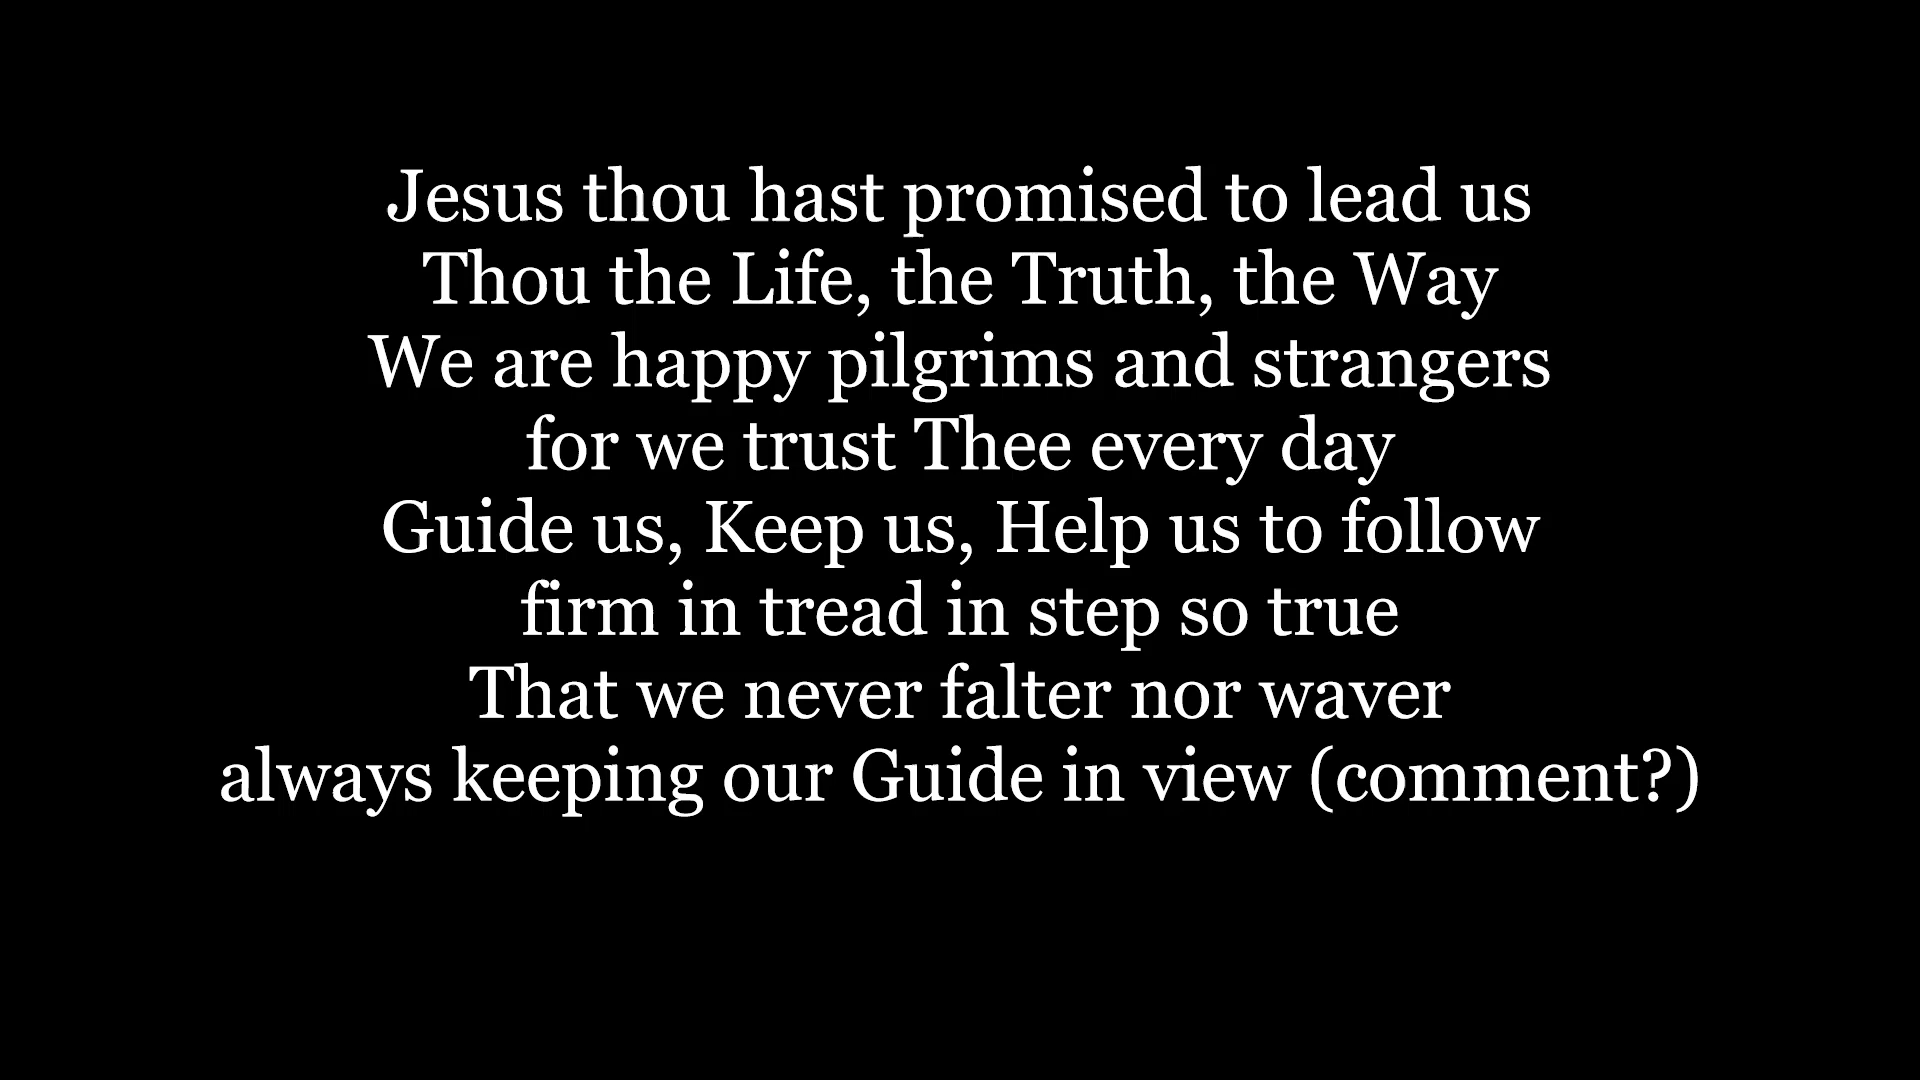 Jesus thou hast promised to lead us
Thou the Life, the Truth, the Way
We are happy pilgrims and strangers
for we trust Thee every day
Guide us, Keep us, Help us to follow
firm in tread in step so true
That we never falter nor waver
always keeping our Guide in view (comment?)